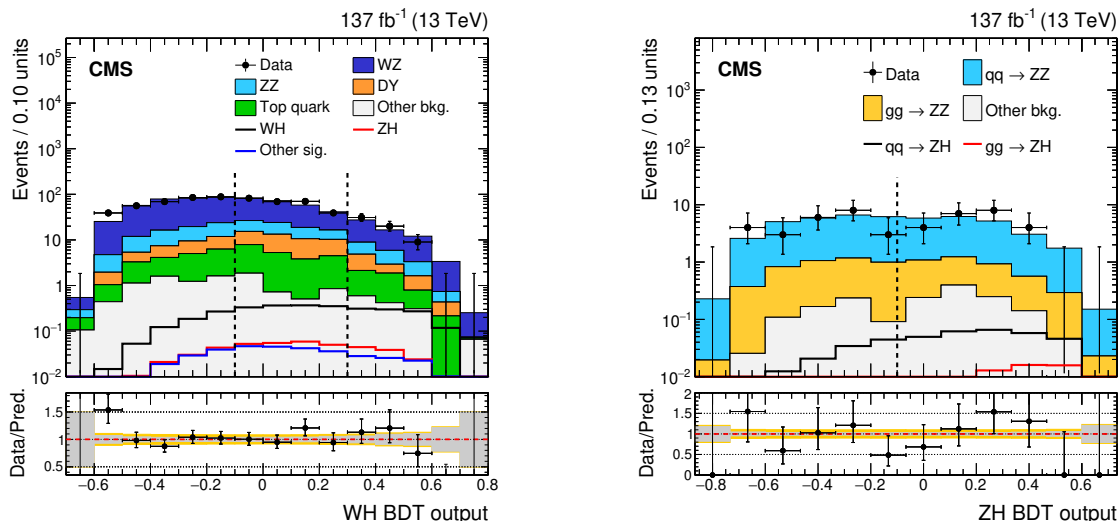 137 fb⁻¹ (13 TeV)
Events / 0.10 units
CMS
Data
WZ
ZZ
DY
Top quark
Other bkg.
WH
ZH
Other sig.
10⁵
10⁴
10³
10²
10
1
10⁻¹
10⁻²
Data/Pred.
1.5
1
0.5
−0.6 −0.4 −0.2 0 0.2 0.4 0.6 0.8
WH BDT output
137 fb⁻¹ (13 TeV)
Events / 0.13 units
CMS
Data
qq → ZZ
gg → ZZ
Other bkg.
qq → ZH
gg → ZH
10³
10²
10
1
10⁻¹
10⁻²
Data/Pred.
2
1.5
1
0.5
0
−0.8 −0.6 −0.4 −0.2 0 0.2 0.4 0.6
ZH BDT output